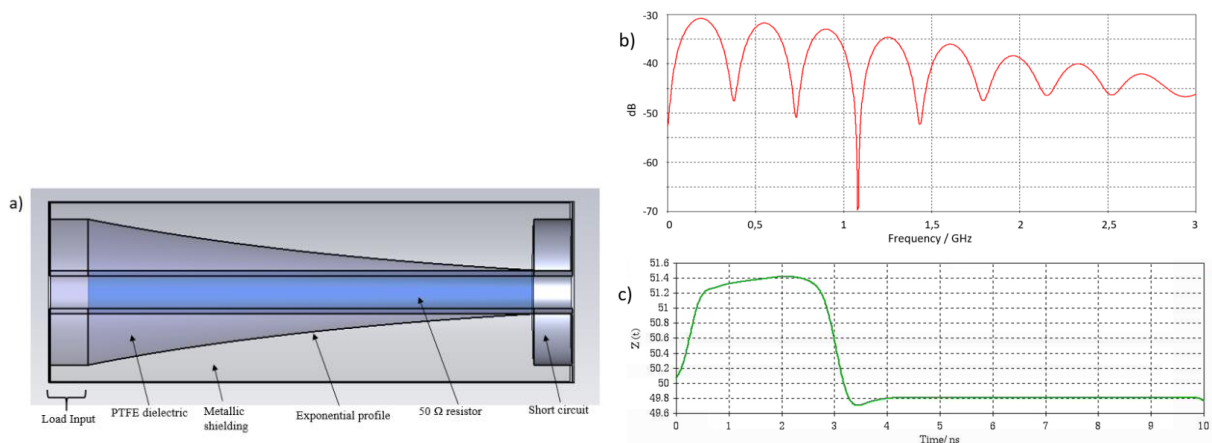 a)
Load Input
PTFE dielectric
Metallic
shielding
Exponential profile
50 Ω resistor
Short circuit
b)
-30
-40
-50
-60
-70
dB
0
0,5
1
1,5
2
2,5
3
Frequency / GHz
c)
51.6
51.4
51.2
51
50.8
50.6
50.4
50.2
50
49.8
49.6
Z(t)
0
1
2
3
4
5
6
7
8
9
10
Time/ ns